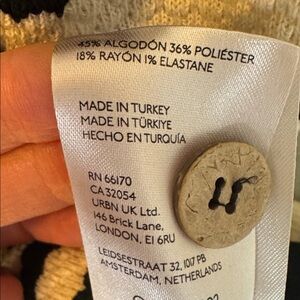 45% ALGODÓN 36% POLIÉSTER
18% RAYÓN 1% ELASTANE
MADE IN TURKEY
MADE IN TÜRKIYE
HECHO EN TURQUÍA
RN 66170
CA 32054
URBN UK Ltd.
146 Brick Lane,
LONDON, E1 6RU
LEIDSESTRAAT 32, 1017 PB
AMSTERDAM, NETHERLANDS